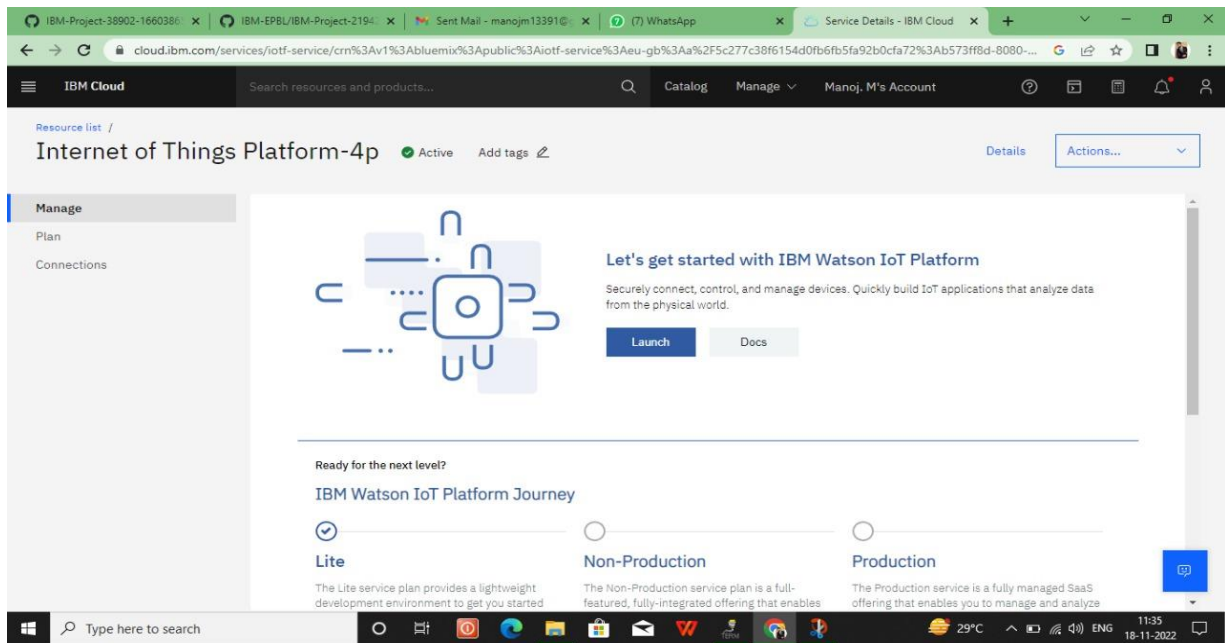 IBM-Project-38902-16603863
IBM-EPBL/IBM-Project-2194
Sent Mail - manojm13391@
(7) WhatsApp
Service Details - IBM Cloud
cloud.ibm.com/services/iotf-service/crn%3Av1%3Abluemix%3Apublic%3Aiotf-service%3Aeu-gb%3Aa%2F5c277c38f6154d0fb6fb5fa92b0cfa72%3Ab573ff8d-8080-...
IBM Cloud
Search resources and products...
Catalog
Manage
Manoj. M's Account
Resource list /
Internet of Things Platform-4p
Active
Add tags
Details
Actions...
Manage
Plan
Connections
Let's get started with IBM Watson IoT Platform
Securely connect, control, and manage devices. Quickly build IoT applications that analyze data
from the physical world.
Launch
Docs
Ready for the next level?
IBM Watson IoT Platform Journey
Lite
The Lite service plan provides a lightweight
development environment to get you started
Non-Production
The Non-Production service plan is a full-
featured, fully-integrated offering that enables
Production
The Production service is a fully managed SaaS
offering that enables you to manage and analyze
Type here to search
29°C
ENG
11:35
18-11-2022